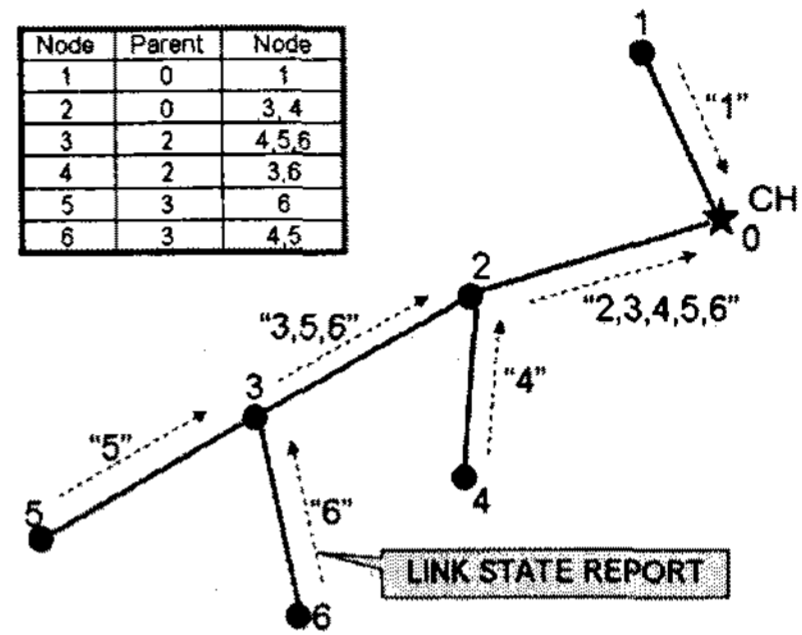 Node Parent Node
1 0 1
2 0 3, 4
3 2 4,5,6
4 2 3,6
5 3 6
6 3 4,5
1
"1"
CH
0
2
"2,3,4,5,6"
"3,5,6"
3
"4"
"5"
4
5
"6"
LINK STATE REPORT
6